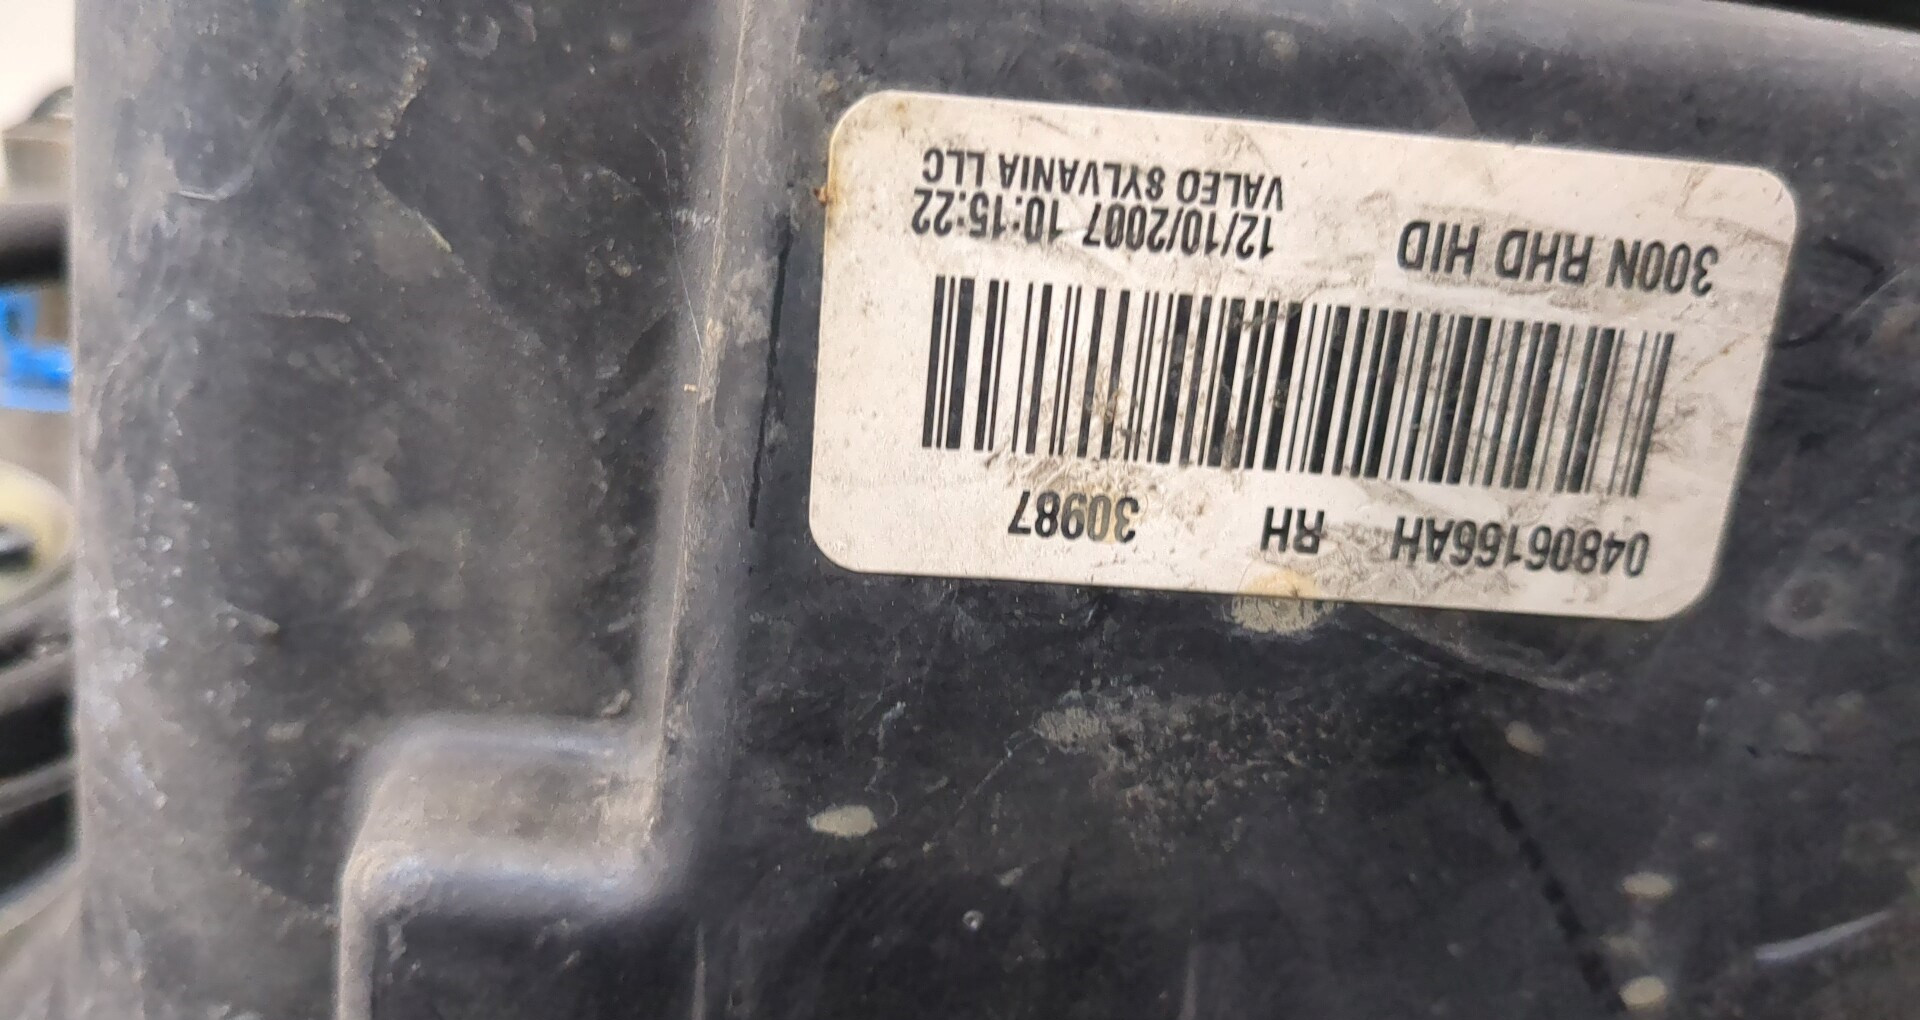 04806166AH RH 30987
300N RHD HID
12/10/2007 10:15:22
VALEO SYLVANIA LLC